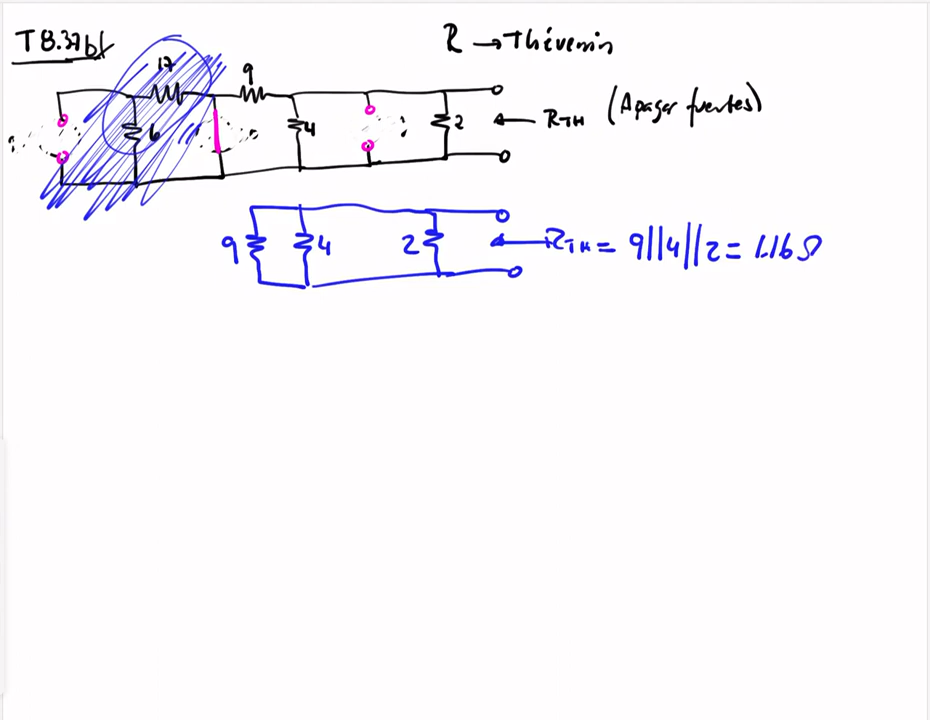 T 8.37b)
R → Thévenin
17
9
6
4
2
← RTH (Apagar fuentes)
9
4
2
← RTH = 9||4||2 = 1.16 Ω